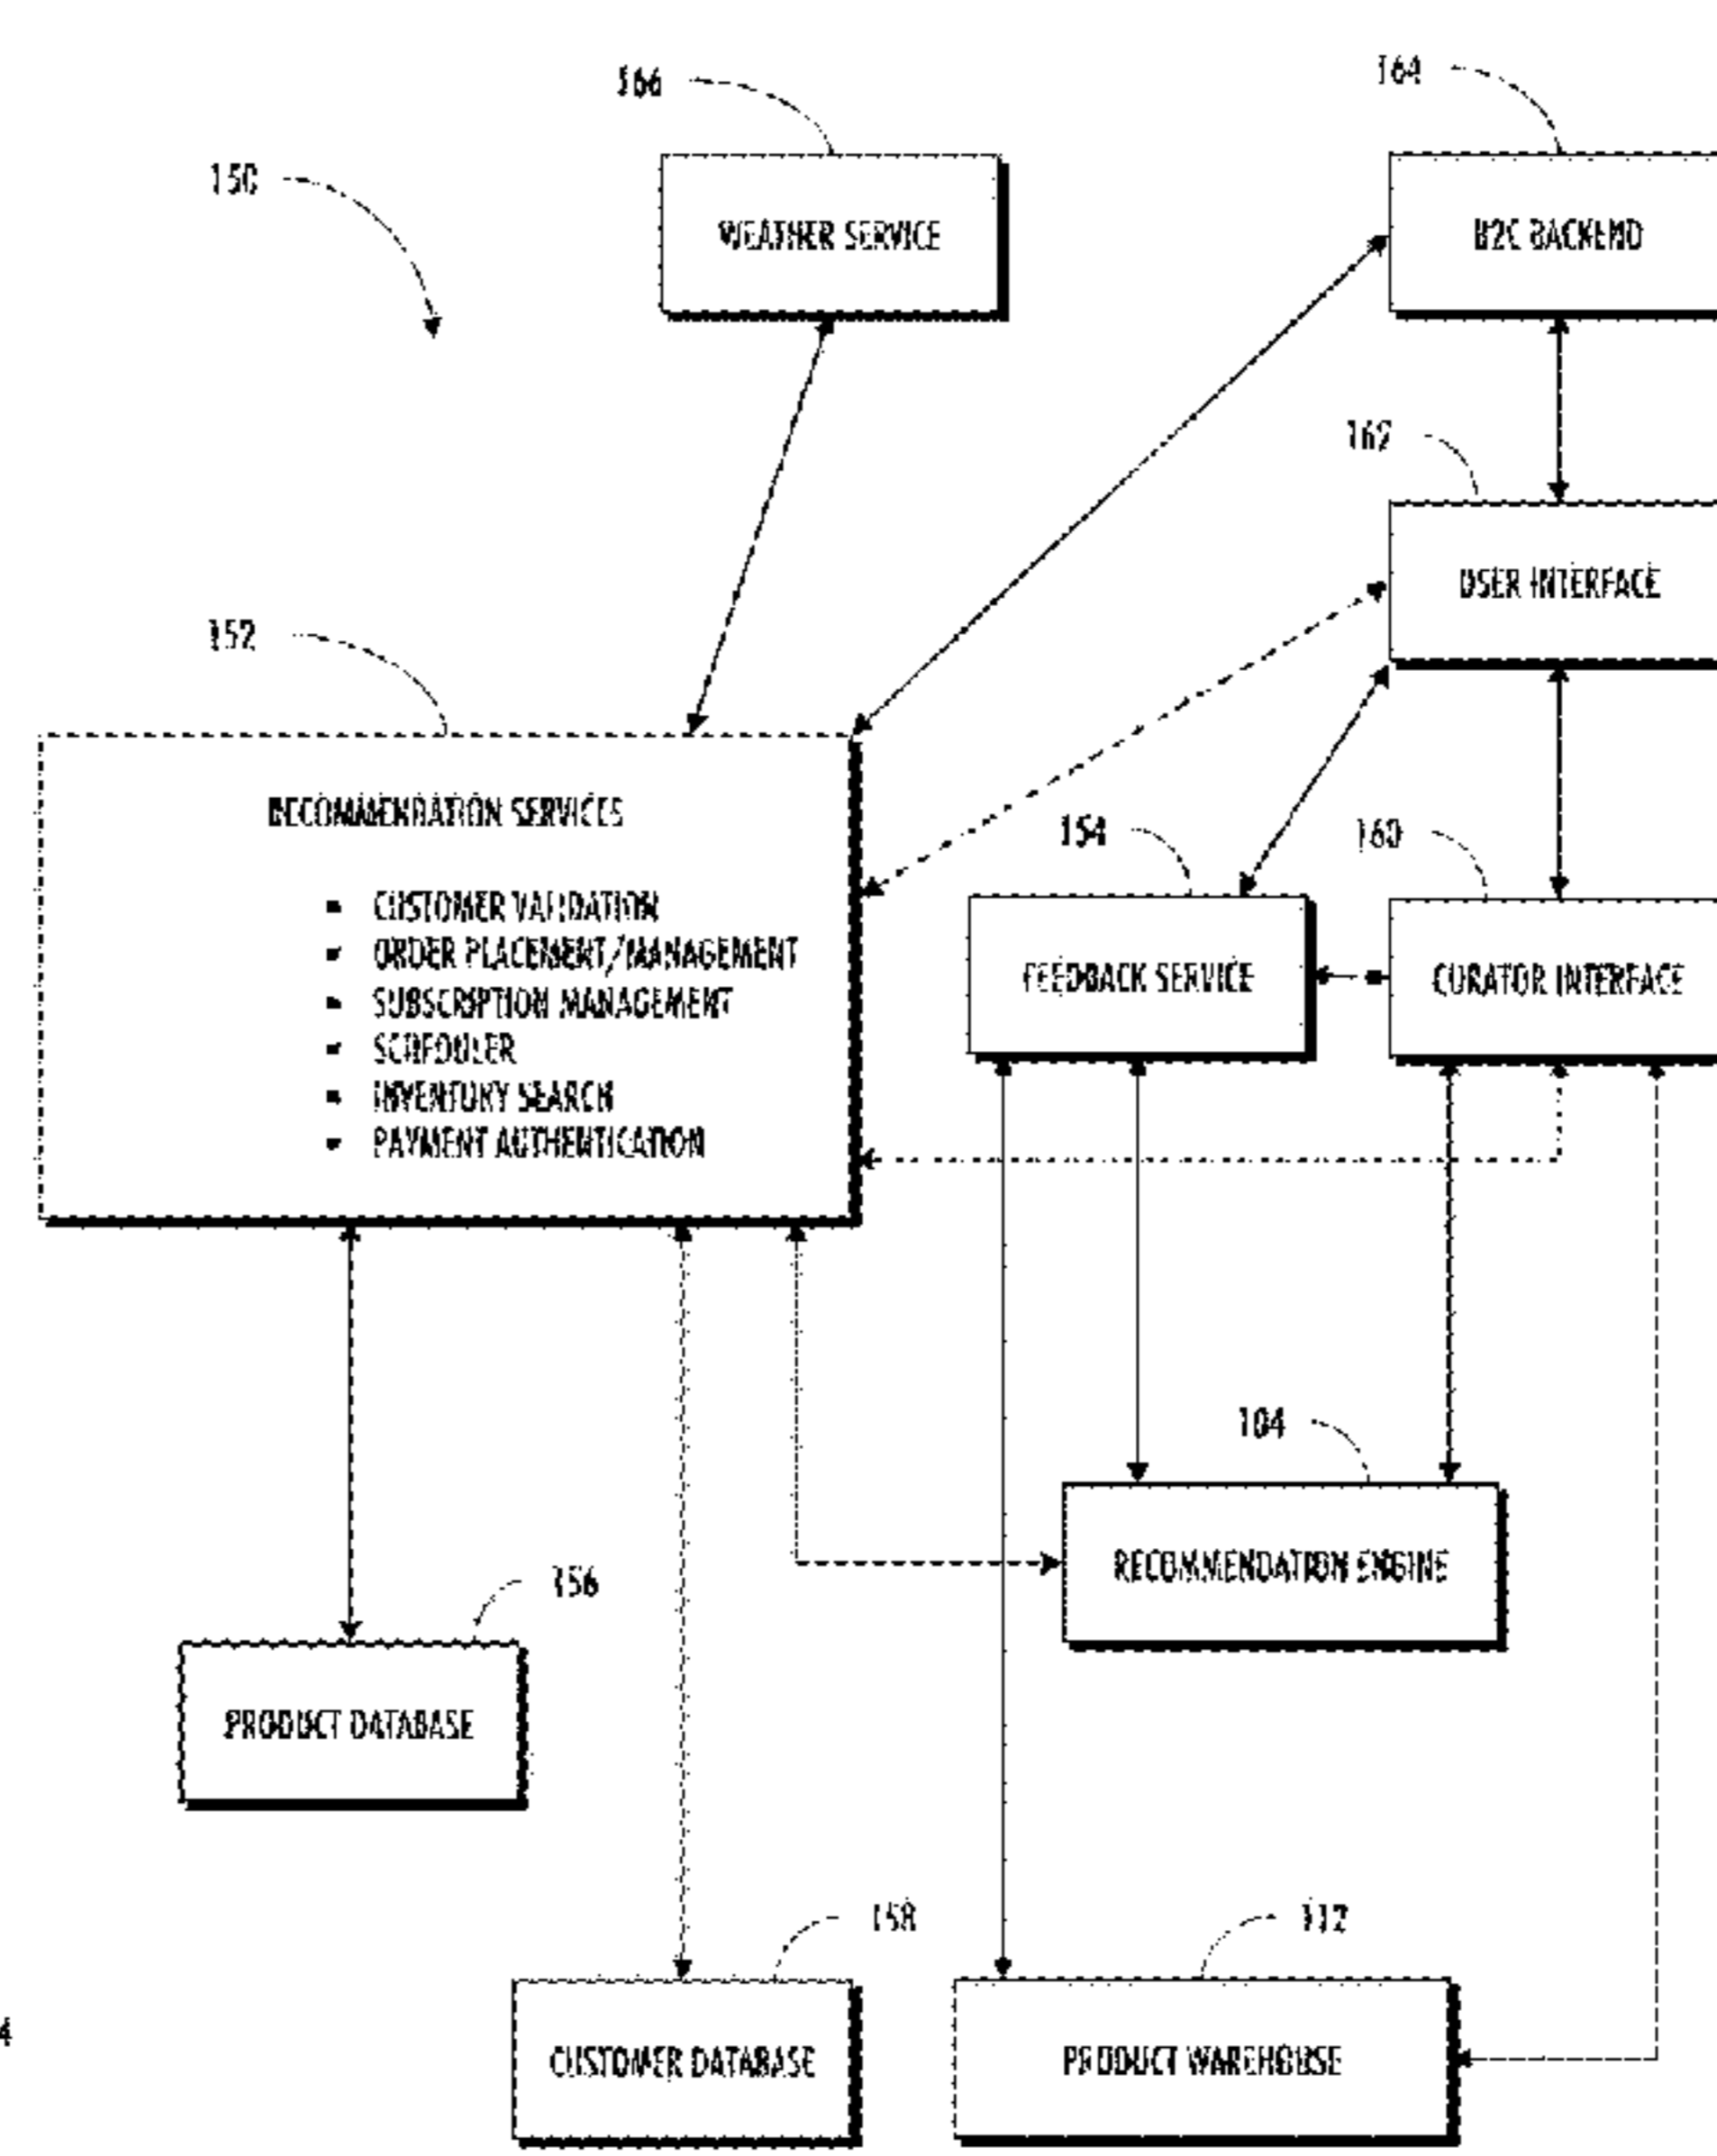 166
164
150
WEATHER SERVICE
B2C BACKEND
162
USER INTERFACE
152
RECOMMENDATION SERVICES
154
160
• CUSTOMER VALIDATION
• ORDER PLACEMENT/MANAGEMENT
FEEDBACK SERVICE
CURATOR INTERFACE
• SUBSCRIPTION MANAGEMENT
• SCHEDULER
• INVENTORY SEARCH
• PAYMENT AUTHENTICATION
104
RECOMMENDATION ENGINE
156
PRODUCT DATABASE
158
112
4
CUSTOMER DATABASE
PRODUCT WAREHOUSE